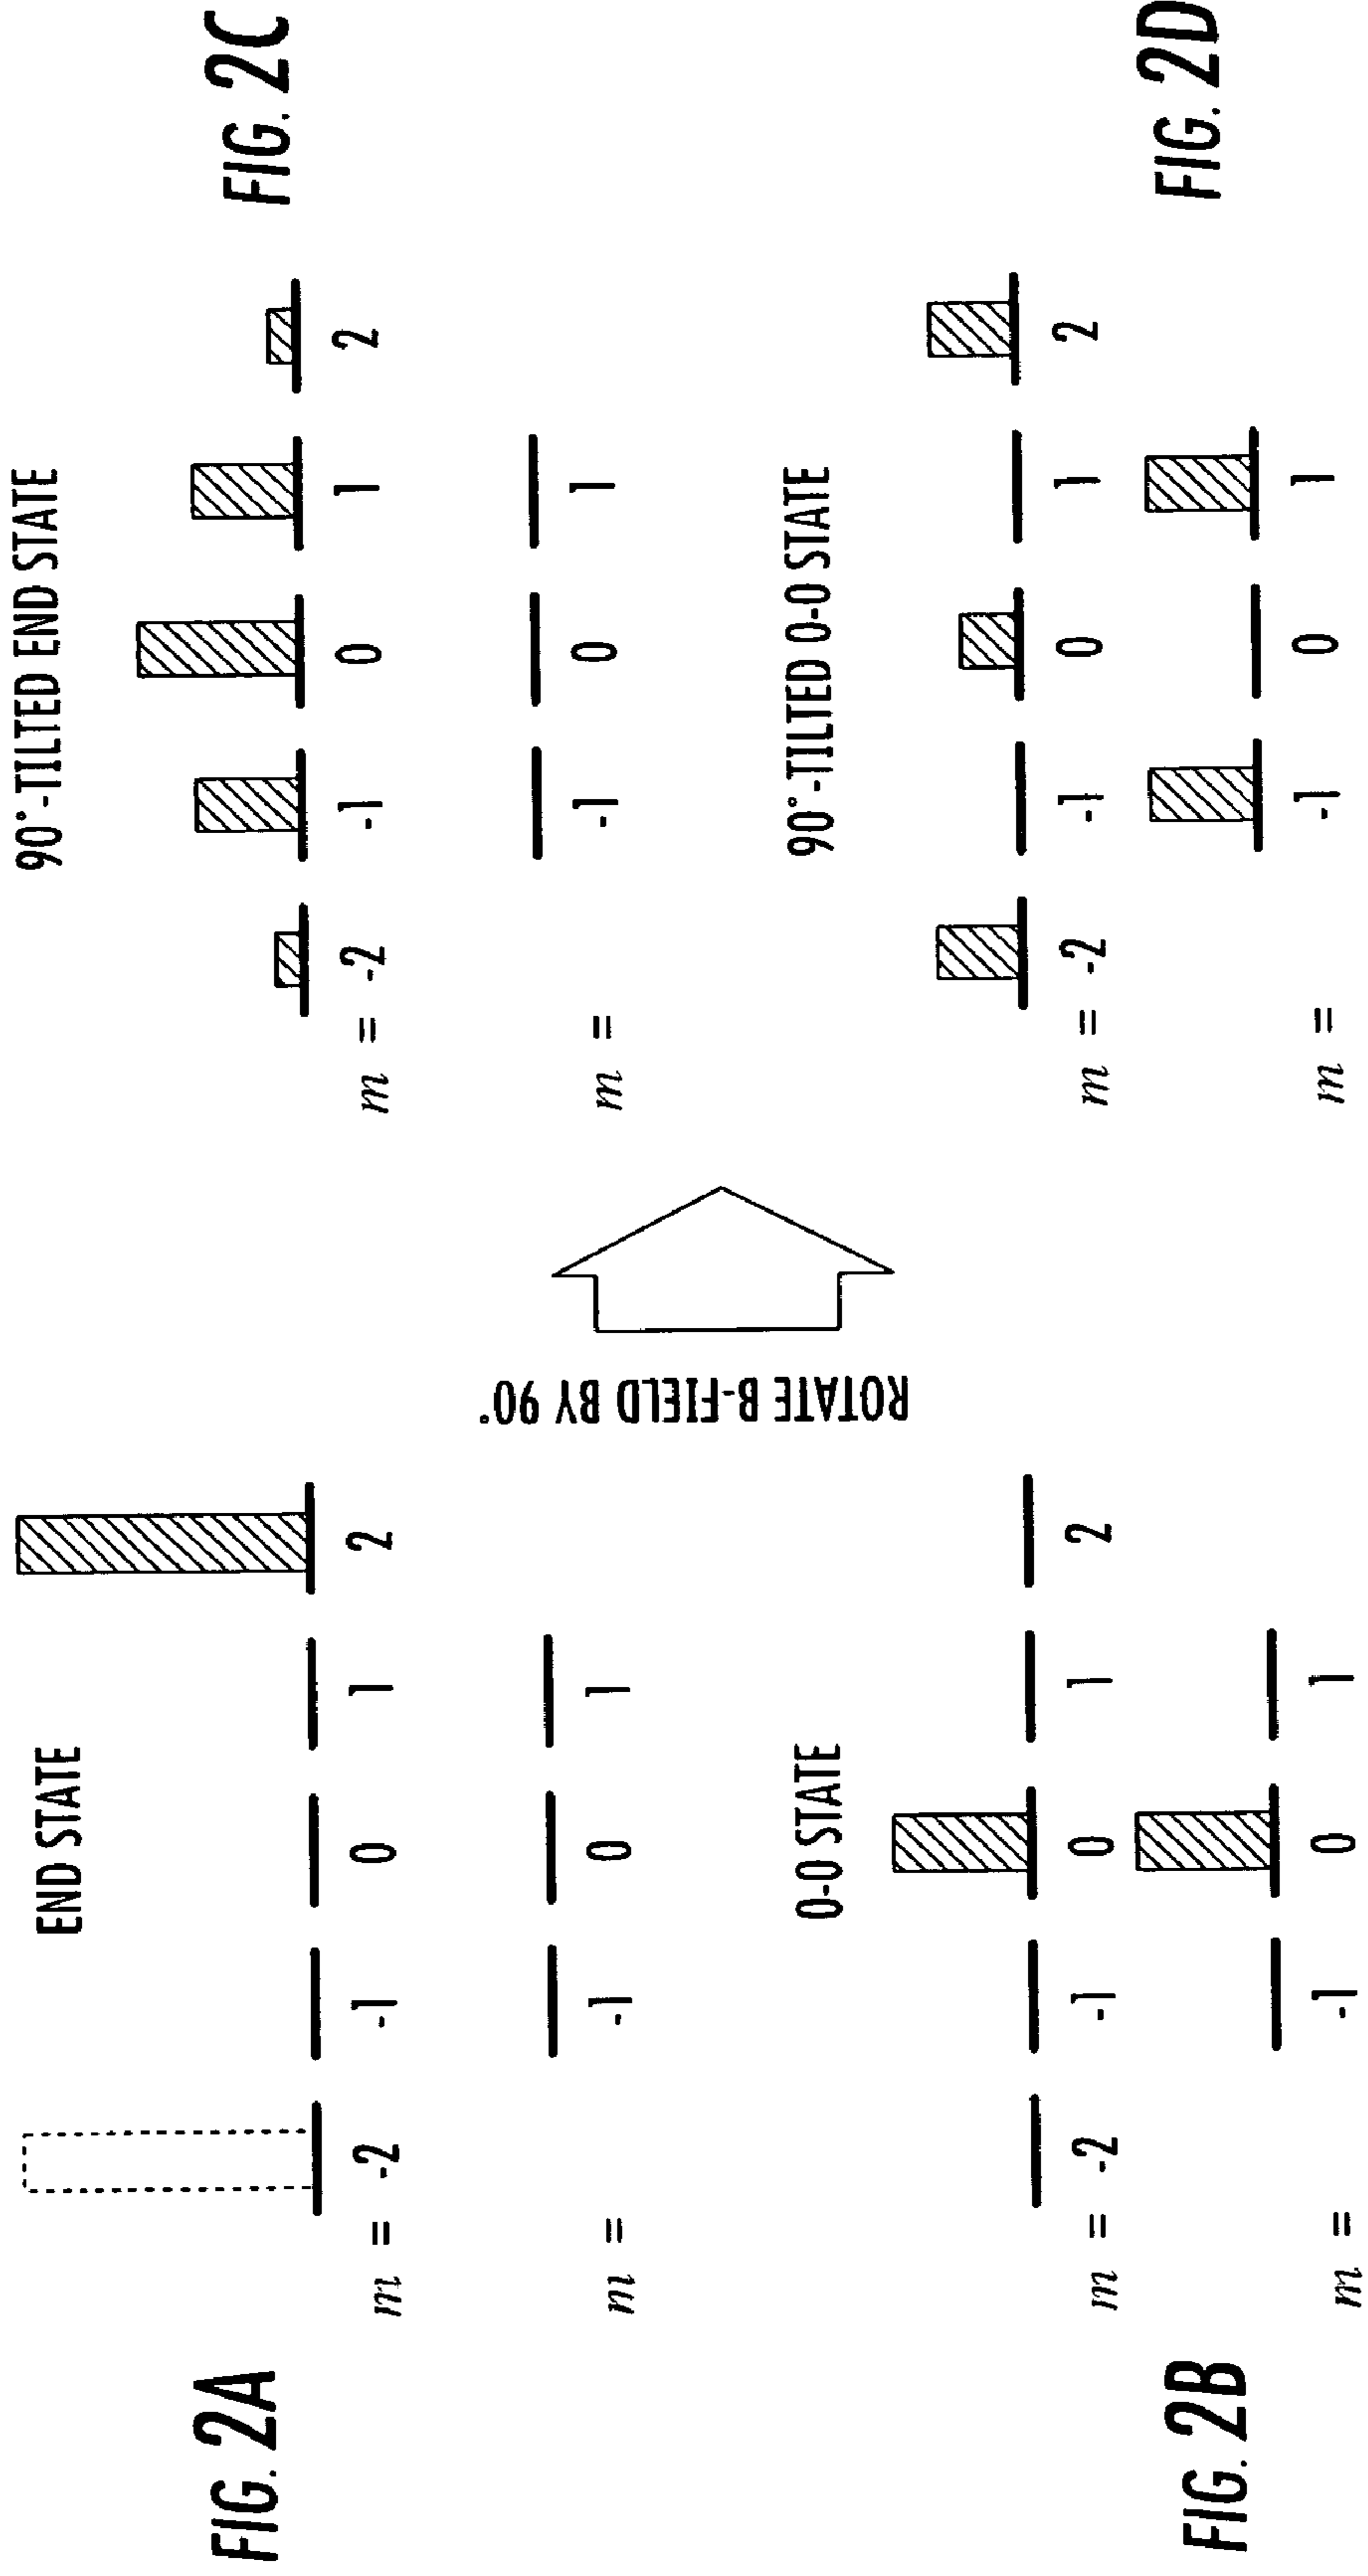 FIG. 2A
END STATE
m = -2 -1 0 1 2
m = -1 0 1
FIG. 2B
0-0 STATE
m = -2 -1 0 1 2
m = -1 0 1
ROTATE B-FIELD BY 90°
FIG. 2C
90°-TILTED END STATE
m = -2 -1 0 1 2
m = -1 0 1
FIG. 2D
90°-TILTED 0-0 STATE
m = -2 -1 0 1 2
m = -1 0 1